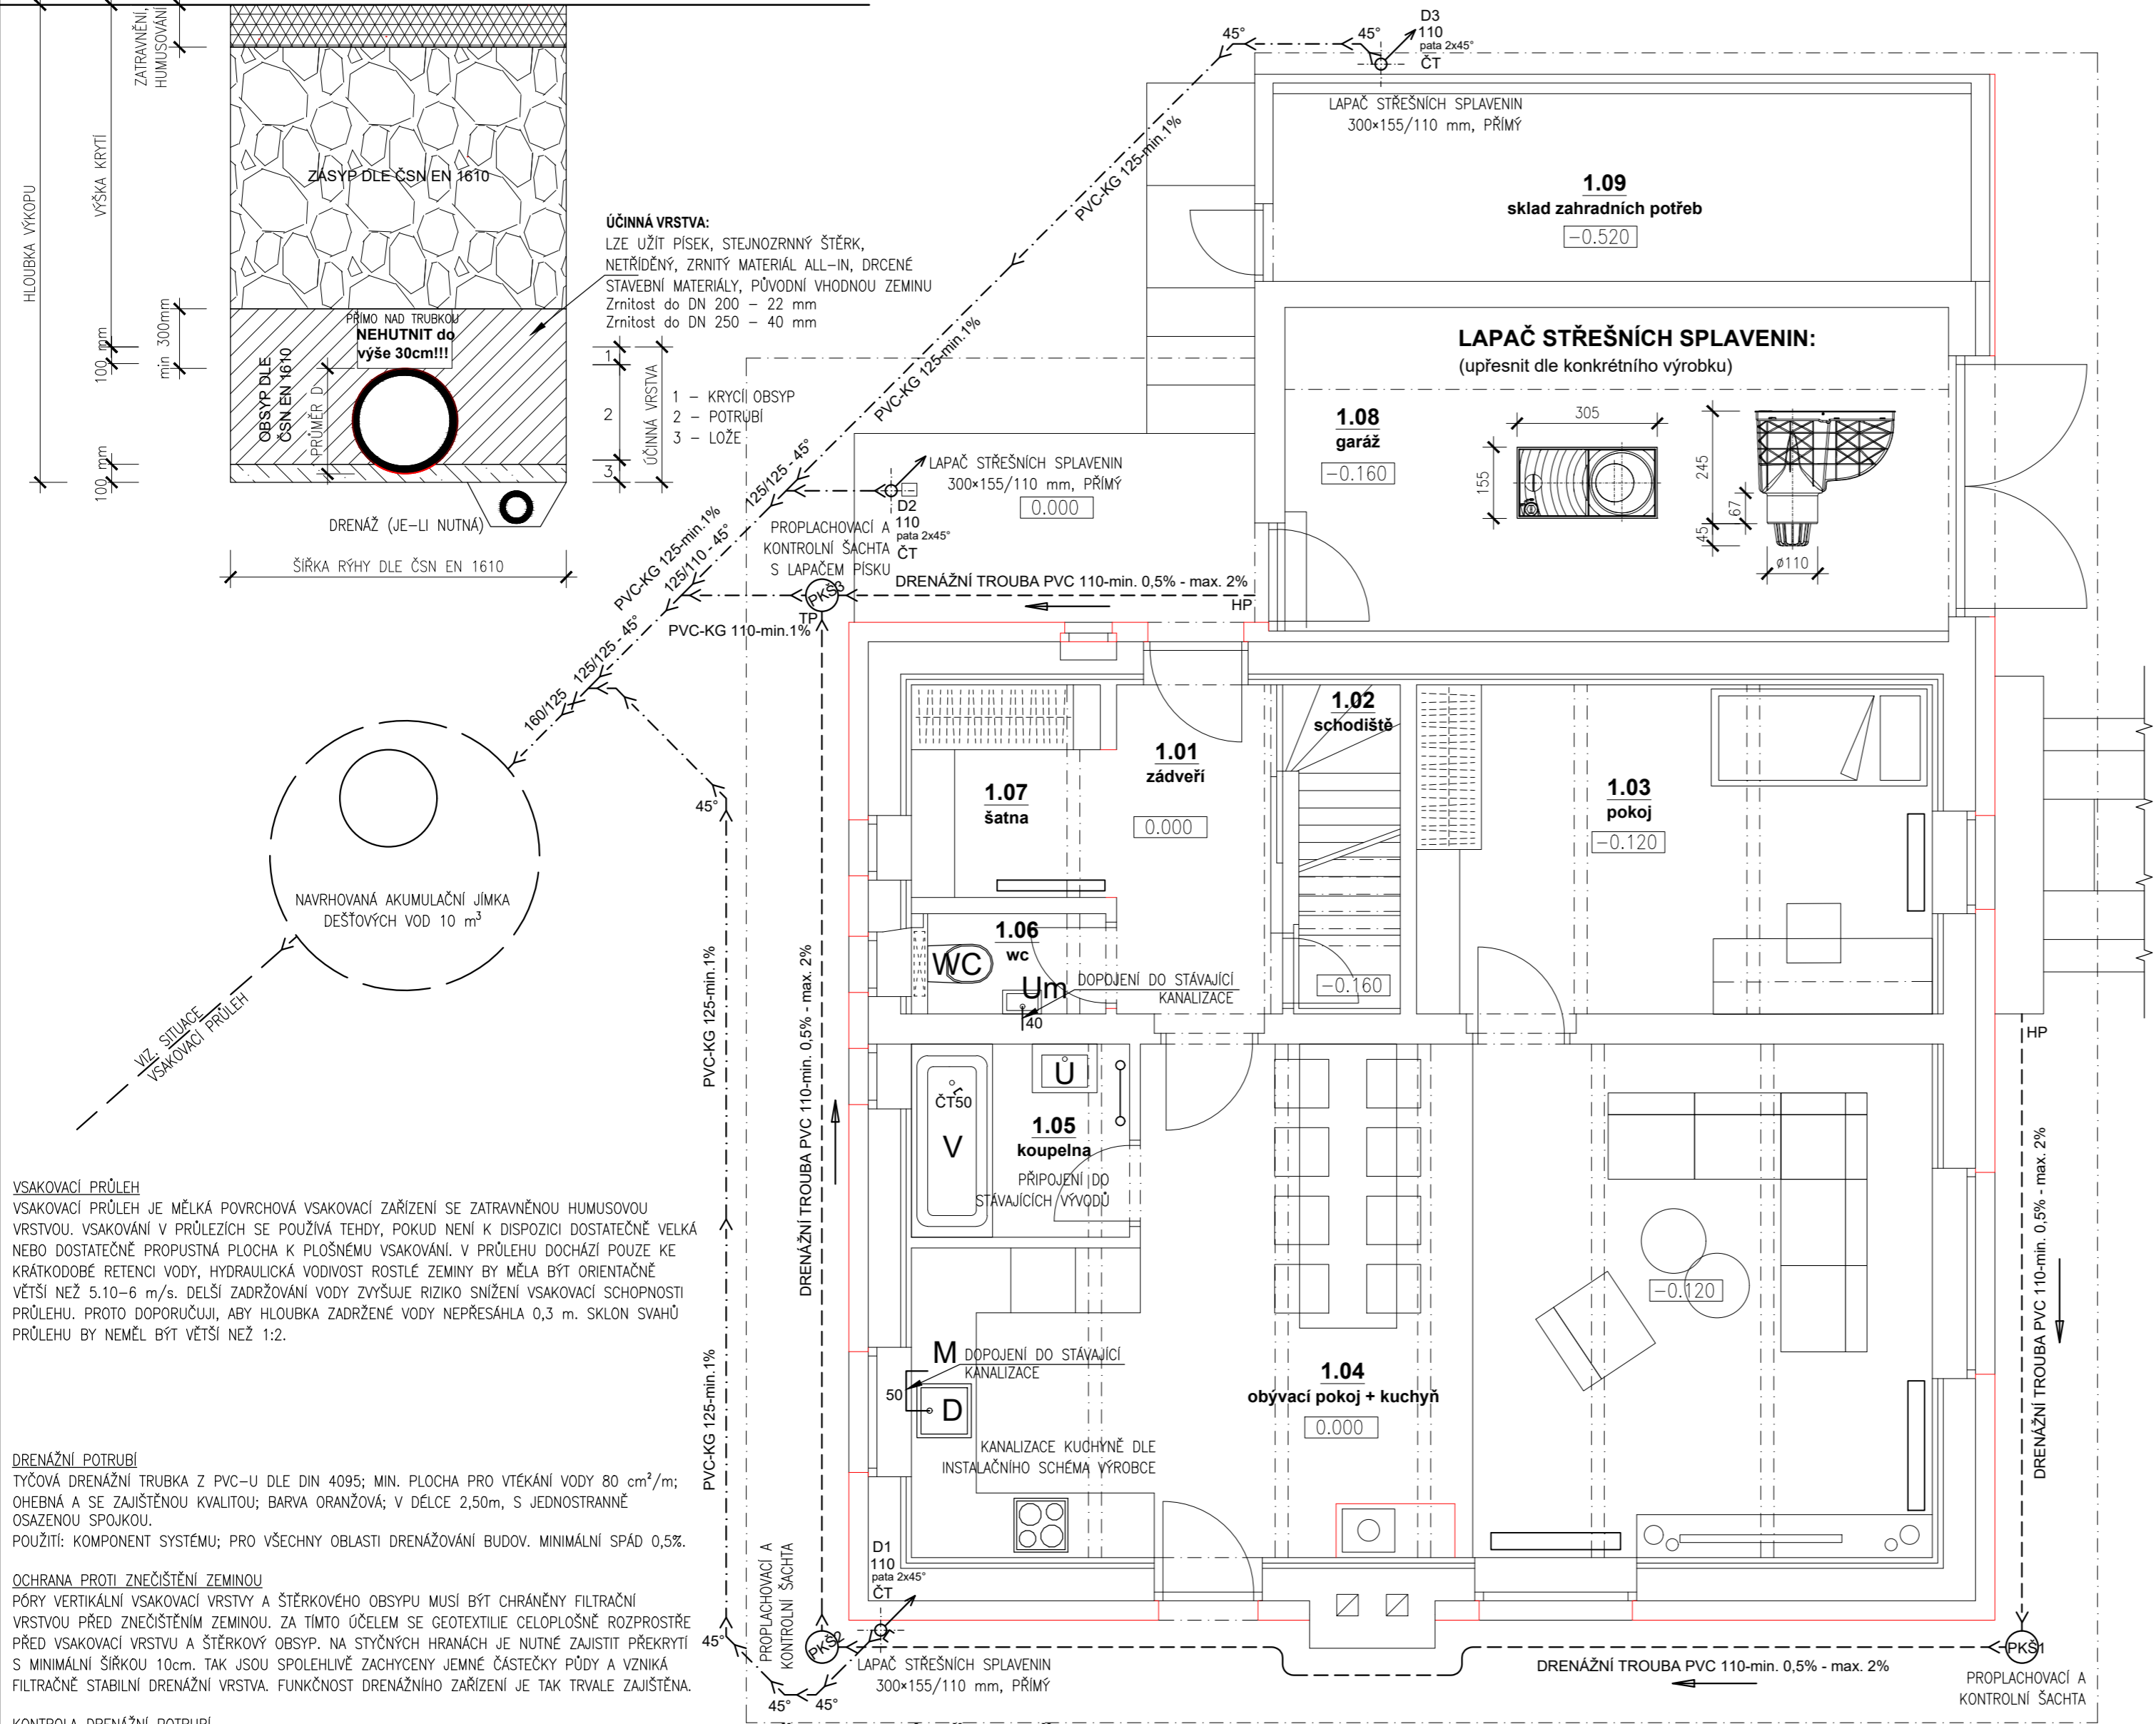 ZATRAVNĚNÍ,
HUMUSOVÁNÍ
HLOUBKA VÝKOPU
VÝŠKA KRYTÍ
min 300mm
100 mm
100 mm
ZÁSYP DLE ČSN EN 1610
PŘÍMO NAD TRUBKOU
NEHUTNIT do
výše 30cm!!!
OBSYP DLE
ČSN EN 1610
PRŮMĚR D
DRENÁŽ (JE-LI NUTNÁ)
ŠÍŘKA RÝHY DLE ČSN EN 1610
ÚČINNÁ VRSTVA:
LZE UŽÍT PÍSEK, STEJNOZRNNÝ ŠTĚRK,
NETŘÍDĚNÝ, ZRNITÝ MATERIÁL ALL-IN, DRCENÉ
STAVEBNÍ MATERIÁLY, PŮVODNÍ VHODNOU ZEMINU
Zrnitost do DN 200 - 22 mm
Zrnitost do DN 250 - 40 mm
1
2
3
ÚČINNÁ VRSTVA
1 - KRYCÍ OBSYP
2 - POTRUBÍ
3 - LOŽE
45°
45°
D3
110
pata 2x45°
ČT
LAPAČ STŘEŠNÍCH SPLAVENIN
300×155/110 mm, PŘÍMÝ
PVC-KG 125-min.1%
PVC-KG 125-min.1%
1.09
sklad zahradních potřeb
-0.520
LAPAČ STŘEŠNÍCH SPLAVENIN:
(upřesnit dle konkrétního výrobku)
1.08
garáž
-0.160
305
155
245
67
45
ø110
LAPAČ STŘEŠNÍCH SPLAVENIN
300×155/110 mm, PŘÍMÝ
0.000
D2
110
pata 2x45°
ČT
PROPLACHOVACÍ A
KONTROLNÍ ŠACHTA
S LAPAČEM PÍSKU
125/125 - 45°
PVC-KG 125-min.1%
125/110 - 45°
DRENÁŽNÍ TROUBA PVC 110-min. 0,5% - max. 2%
HP
PKŠ3
TP
PVC-KG 110-min.1%
125/125 - 45°
160/125
45°
NAVRHOVANÁ AKUMULAČNÍ JÍMKA
DEŠŤOVÝCH VOD 10 m³
VIZ. SITUACE
VSAKOVACÍ PRŮLEH
1.02
schodiště
1.01
zádveří
0.000
1.07
šatna
1.03
pokoj
-0.120
1.06
wc
WC
Um
40
DOPOJENÍ DO STÁVAJÍCÍ
KANALIZACE
-0.160
HP
PVC-KG 125-min.1%
DRENÁŽNÍ TROUBA PVC 110-min. 0,5% - max. 2%
U
ČT50
V
1.05
koupelna
PŘIPOJENÍ DO
STÁVAJÍCÍCH VÝVODŮ
-0.120
DRENÁŽNÍ TROUBA PVC 110-min. 0,5% - max. 2%
VSAKOVACÍ PRŮLEH
VSAKOVACÍ PRŮLEH JE MĚLKÁ POVRCHOVÁ VSAKOVACÍ ZAŘÍZENÍ SE ZATRAVNĚNOU HUMUSOVOU
VRSTVOU. VSAKOVÁNÍ V PRŮLEZÍCH SE POUŽÍVÁ TEHDY, POKUD NENÍ K DISPOZICI DOSTATEČNĚ VELKÁ
NEBO DOSTATEČNĚ PROPUSTNÁ PLOCHA K PLOŠNÉMU VSAKOVÁNÍ. V PRŮLEHU DOCHÁZÍ POUZE KE
KRÁTKODOBÉ RETENCI VODY, HYDRAULICKÁ VODIVOST ROSTLÉ ZEMINY BY MĚLA BÝT ORIENTAČNĚ
VĚTŠÍ NEŽ 5.10-6 m/s. DELŠÍ ZADRŽOVÁNÍ VODY ZVYŠUJE RIZIKO SNÍŽENÍ VSAKOVACÍ SCHOPNOSTI
PRŮLEHU. PROTO DOPORUČUJI, ABY HLOUBKA ZADRŽENÉ VODY NEPŘESÁHLA 0,3 m. SKLON SVAHŮ
PRŮLEHU BY NEMĚL BÝT VĚTŠÍ NEŽ 1:2.
PVC-KG 125-min.1%
M
DOPOJENÍ DO STÁVAJÍCÍ
KANALIZACE
50
D
1.04
obývací pokoj + kuchyň
0.000
KANALIZACE KUCHYNĚ DLE
INSTALAČNÍHO SCHÉMA VÝROBCE
DRENÁŽNÍ POTRUBÍ
TYČOVÁ DRENÁŽNÍ TRUBKA Z PVC-U DLE DIN 4095; MIN. PLOCHA PRO VTÉKÁNÍ VODY 80 cm²/m;
OHEBNÁ A SE ZAJIŠTĚNOU KVALITOU; BARVA ORANŽOVÁ; V DÉLCE 2,50m, S JEDNOSTRANNĚ
OSAZENOU SPOJKOU.
POUŽITÍ: KOMPONENT SYSTÉMU; PRO VŠECHNY OBLASTI DRENÁŽOVÁNÍ BUDOV. MINIMÁLNÍ SPÁD 0,5%.
OCHRANA PROTI ZNEČIŠTĚNÍ ZEMINOU
PÓRY VERTIKÁLNÍ VSAKOVACÍ VRSTVY A ŠTĚRKOVÉHO OBSYPU MUSÍ BÝT CHRÁNĚNY FILTRAČNÍ
VRSTVOU PŘED ZNEČIŠTĚNÍM ZEMINOU. ZA TÍMTO ÚČELEM SE GEOTEXTILIE CELOPLOŠNĚ ROZPROSTŘE
PŘED VSAKOVACÍ VRSTVU A ŠTĚRKOVÝ OBSYP. NA STYČNÝCH HRANÁCH JE NUTNÉ ZAJISTIT PŘEKRYTÍ
S MINIMÁLNÍ ŠÍŘKOU 10cm. TAK JSOU SPOLEHLIVĚ ZACHYCENY JEMNÉ ČÁSTEČKY PŮDY A VZNIKÁ
FILTRAČNĚ STABILNÍ DRENÁŽNÍ VRSTVA. FUNKČNOST DRENÁŽNÍHO ZAŘÍZENÍ JE TAK TRVALE ZAJIŠTĚNA.
KONTROLA DRENÁŽNÍ POTRUBÍ
D1
110
pata 2x45°
ČT
PROPLACHOVACÍ A
KONTROLNÍ ŠACHTA
PKŠ2
45°
45°
45°
LAPAČ STŘEŠNÍCH SPLAVENIN
300×155/110 mm, PŘÍMÝ
DRENÁŽNÍ TROUBA PVC 110-min. 0,5% - max. 2%
PKŠ1
PROPLACHOVACÍ A
KONTROLNÍ ŠACHTA